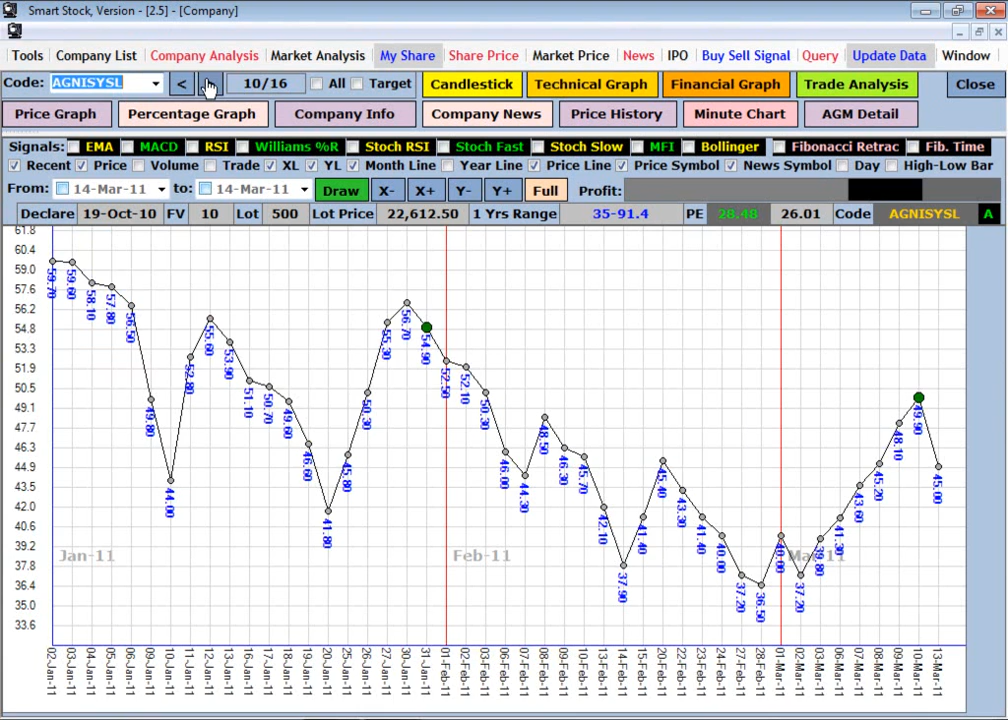 Smart Stock, Version - [2.5] - [Company]
Tools Company List Company Analysis Market Analysis My Share Share Price Market Price News IPO Buy Sell Signal Query Update Data Window
Code: AGNISYSL < > 10/16 All Target Candlestick Technical Graph Financial Graph Trade Analysis Close
Price Graph Percentage Graph Company Info Company News Price History Minute Chart AGM Detail
Signals: EMA MACD RSI Williams %R Stoch RSI Stoch Fast Stoch Slow MFI Bollinger Fibonacci Retrac Fib. Time
Recent Price Volume Trade XL YL Month Line Year Line Price Line Price Symbol News Symbol Day High-Low Bar
From: 14-Mar-11 to: 14-Mar-11 Draw X- X+ Y- Y+ Full Profit:
Declare 19-Oct-10 FV 10 Lot 500 Lot Price 22,612.50 1 Yrs Range 35-91.4 PE 28.48 26.01 Code AGNISYSL A
61.8
60.4
59.0
57.6
56.2
54.8
53.3
51.9
50.5
49.1
47.7
46.3
44.9
43.5
42.0
40.6
39.2
37.8
36.4
35.0
33.6
59.70 59.60 58.10 57.80 56.50 49.80 44.00 52.80 55.60 53.90 51.10 50.70 49.60 46.60 41.80 45.80 50.30 55.30 56.70 54.90 52.50 52.10 50.30 46.00 44.30 48.50 46.30 45.70 42.10 37.90 41.40 45.40 43.30 41.40 40.00 37.20 36.50 40.00 37.20 39.80 41.30 43.60 45.20 48.10 49.90 45.00
Jan-11 Feb-11 Mar-11
02-Jan-11 03-Jan-11 04-Jan-11 05-Jan-11 06-Jan-11 09-Jan-11 10-Jan-11 11-Jan-11 12-Jan-11 13-Jan-11 16-Jan-11 17-Jan-11 18-Jan-11 19-Jan-11 20-Jan-11 25-Jan-11 26-Jan-11 27-Jan-11 30-Jan-11 31-Jan-11 01-Feb-11 02-Feb-11 03-Feb-11 06-Feb-11 07-Feb-11 08-Feb-11 09-Feb-11 10-Feb-11 13-Feb-11 14-Feb-11 15-Feb-11 20-Feb-11 22-Feb-11 23-Feb-11 24-Feb-11 27-Feb-11 28-Feb-11 01-Mar-11 02-Mar-11 03-Mar-11 06-Mar-11 07-Mar-11 08-Mar-11 09-Mar-11 10-Mar-11 13-Mar-11